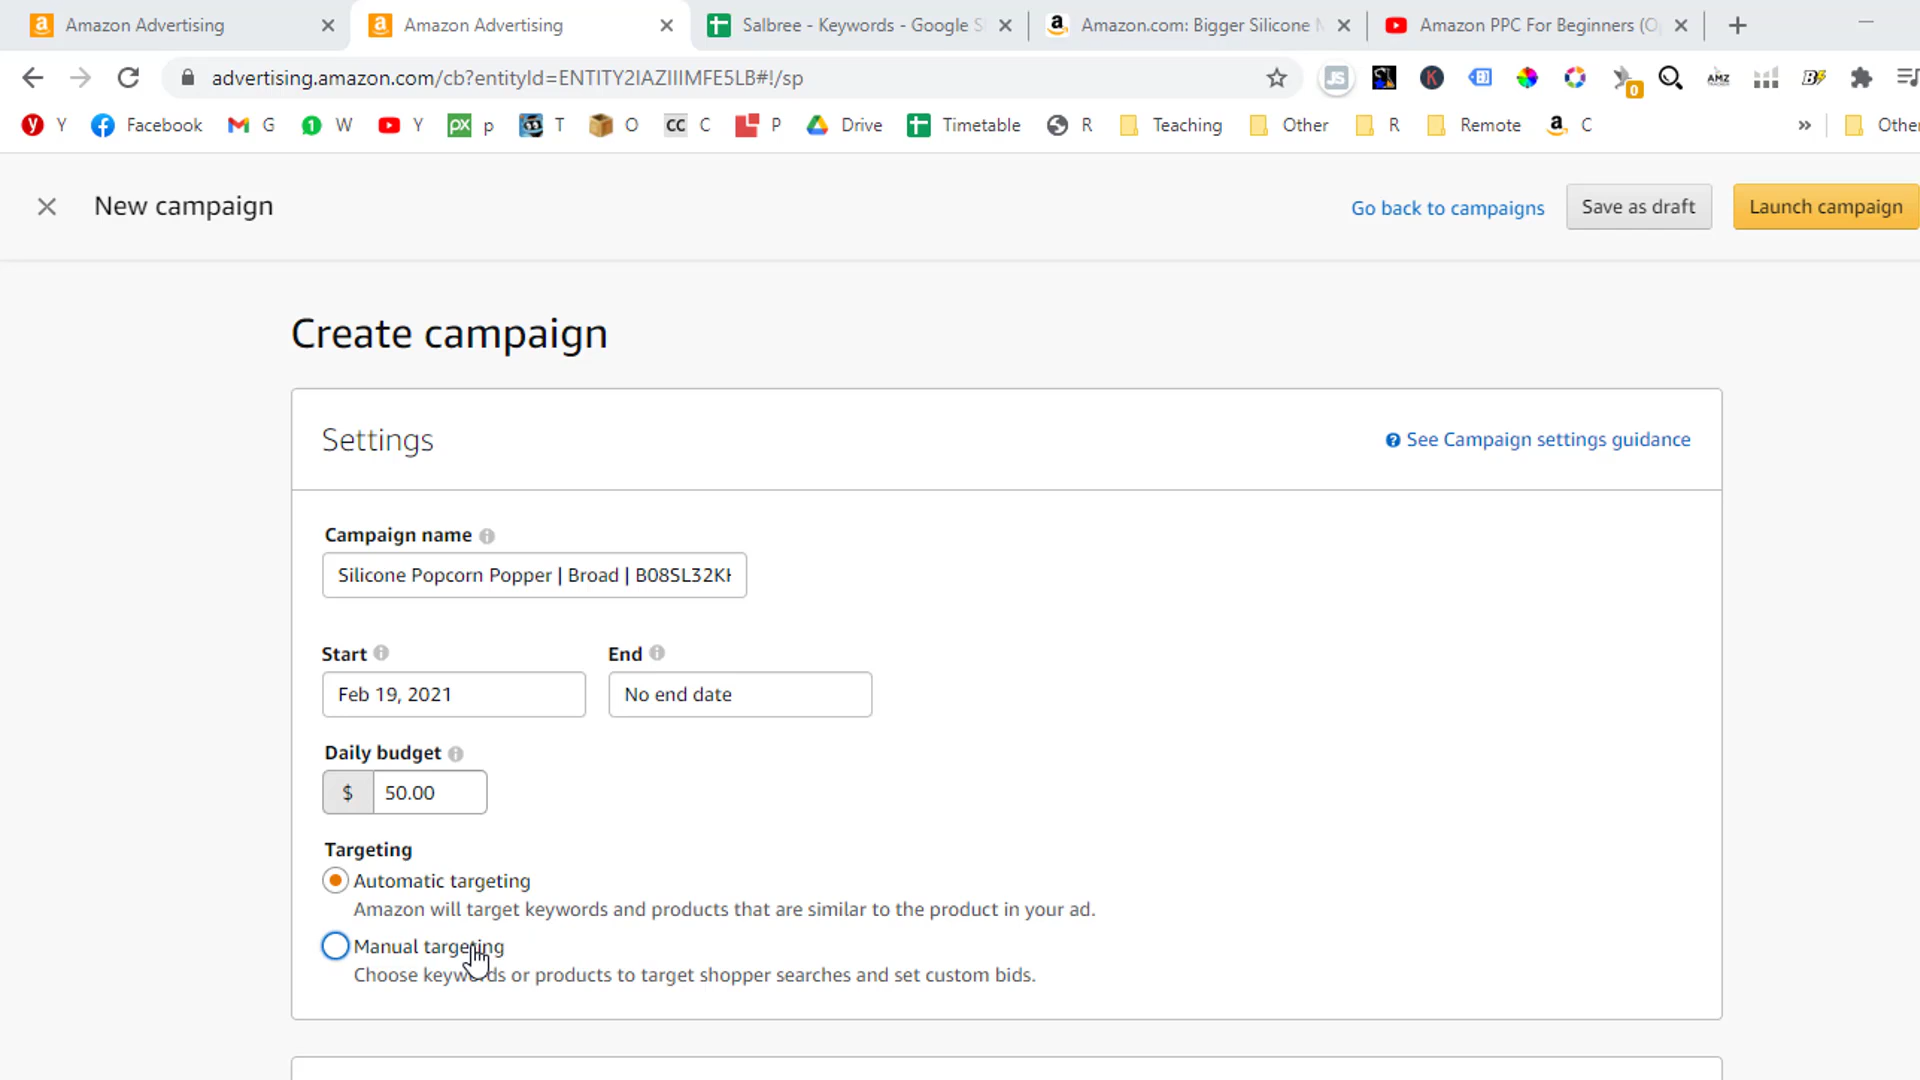 Amazon Advertising
Amazon Advertising
Salbree - Keywords - Google S
Amazon.com: Bigger Silicone
Amazon PPC For Beginners (O
advertising.amazon.com/cb?entityId=ENTITY2IAZIIIMFE5LB#!/sp
Y Facebook G W Y p T O C P Drive Timetable R Teaching Other R Remote C » Other
New campaign
Go back to campaigns
Save as draft
Launch campaign
Create campaign
Settings
See Campaign settings guidance
Campaign name
Silicone Popcorn Popper | Broad | B08SL32K
Start
End
Feb 19, 2021
No end date
Daily budget
$ 50.00
Targeting
Automatic targeting
Amazon will target keywords and products that are similar to the product in your ad.
Manual targeting
Choose keywords or products to target shopper searches and set custom bids.